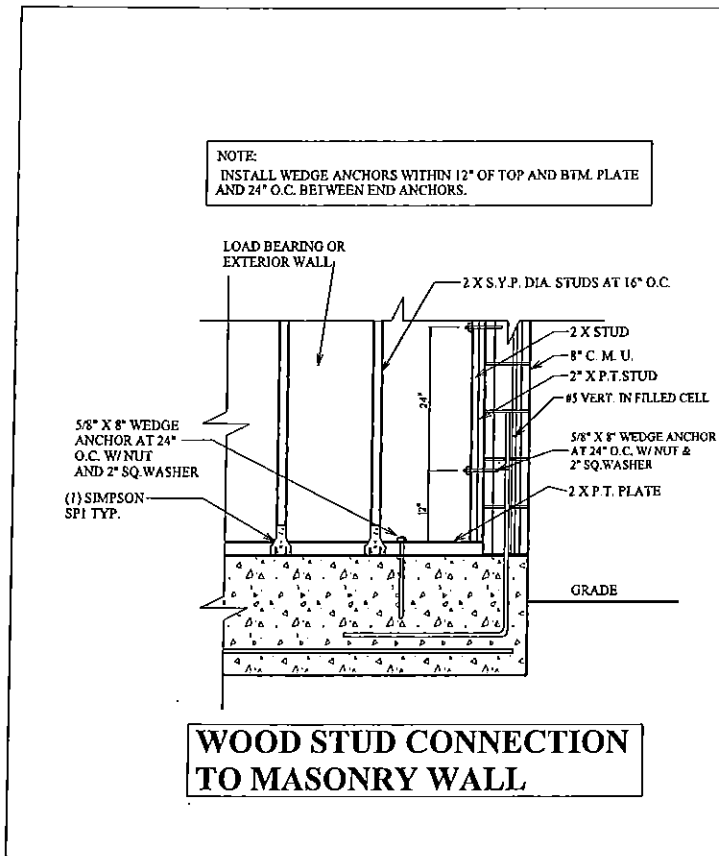 NOTE:
INSTALL WEDGE ANCHORS WITHIN 12" OF TOP AND BTM. PLATE
AND 24" O.C. BETWEEN END ANCHORS.
LOAD BEARING OR
EXTERIOR WALL
2 X S.Y.P. DIA. STUDS AT 16" O.C.
2 X STUD
8" C. M. U.
2" X P.T. STUD
#5 VERT. IN FILLED CELL
24"
5/8" X 8" WEDGE
ANCHOR AT 24"
O.C. W/ NUT
AND 2" SQ.WASHER
5/8" X 8" WEDGE ANCHOR
AT 24" O.C. W/ NUT &
2" SQ.WASHER
(1) SIMPSON
SP1 TYP.
12"
2 X P.T. PLATE
GRADE
WOOD STUD CONNECTION
TO MASONRY WALL